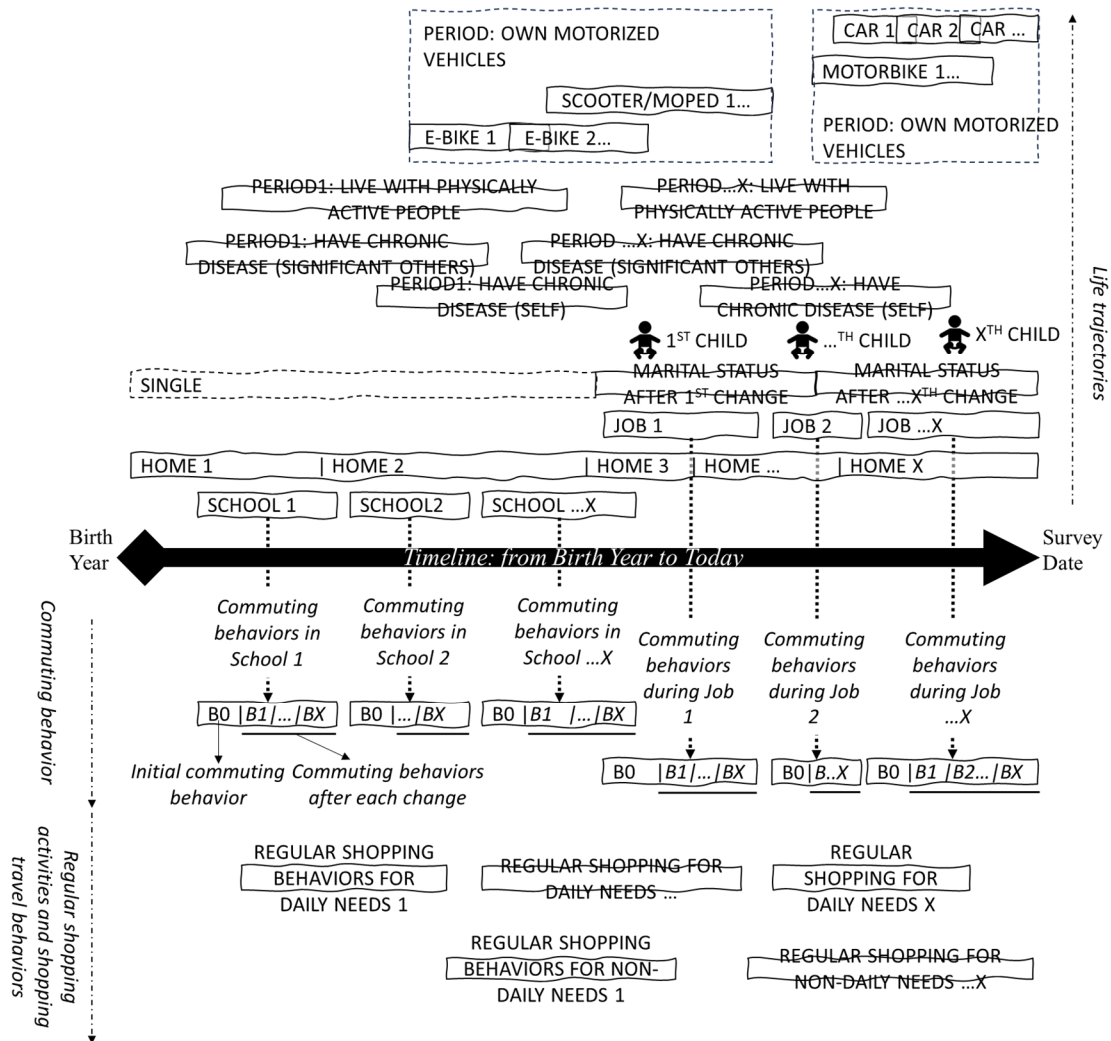 PERIOD: OWN MOTORIZED
VEHICLES
SCOOTER/MOPED 1...
E-BIKE 1
E-BIKE 2...
CAR 1
CAR 2
CAR ...
MOTORBIKE 1...
PERIOD: OWN MOTORIZED
VEHICLES
PERIOD1: LIVE WITH PHYSICALLY
ACTIVE PEOPLE
PERIOD...X: LIVE WITH
PHYSICALLY ACTIVE PEOPLE
PERIOD1: HAVE CHRONIC
DISEASE (SIGNIFICANT OTHERS)
PERIOD ...X: HAVE CHRONIC
DISEASE (SIGNIFICANT OTHERS)
PERIOD1: HAVE CHRONIC
DISEASE (SELF)
PERIOD...X: HAVE
CHRONIC DISEASE (SELF)
1ST CHILD
...TH CHILD
XTH CHILD
SINGLE
MARITAL STATUS
AFTER 1ST CHANGE
MARITAL STATUS
AFTER ...XTH CHANGE
JOB 1
JOB 2
JOB ...X
HOME 1 | HOME 2 | HOME 3 | HOME ... | HOME X
SCHOOL 1
SCHOOL2
SCHOOL ...X
Life trajectories
Birth
Year
Timeline: from Birth Year to Today
Survey
Date
Commuting behavior
Commuting
behaviors in
School 1
Commuting
behaviors in
School 2
Commuting
behaviors in
School ...X
Commuting
behaviors
during Job
1
Commuting
behaviors
during Job
2
Commuting
behaviors
during Job
...X
B0 |B1/.../BX
B0 |.../BX
B0 |B1 /.../BX
Initial commuting
behavior
Commuting behaviors
after each change
B0 |B1/.../BX
B0|B..X
B0 |B1 /B2.../BX
Regular shopping
activities and shopping
travel behaviors
REGULAR SHOPPING
BEHAVIORS FOR
DAILY NEEDS 1
REGULAR SHOPPING FOR
DAILY NEEDS ...
REGULAR
SHOPPING FOR
DAILY NEEDS X
REGULAR SHOPPING
BEHAVIORS FOR NON-
DAILY NEEDS 1
REGULAR SHOPPING FOR
NON-DAILY NEEDS ...X